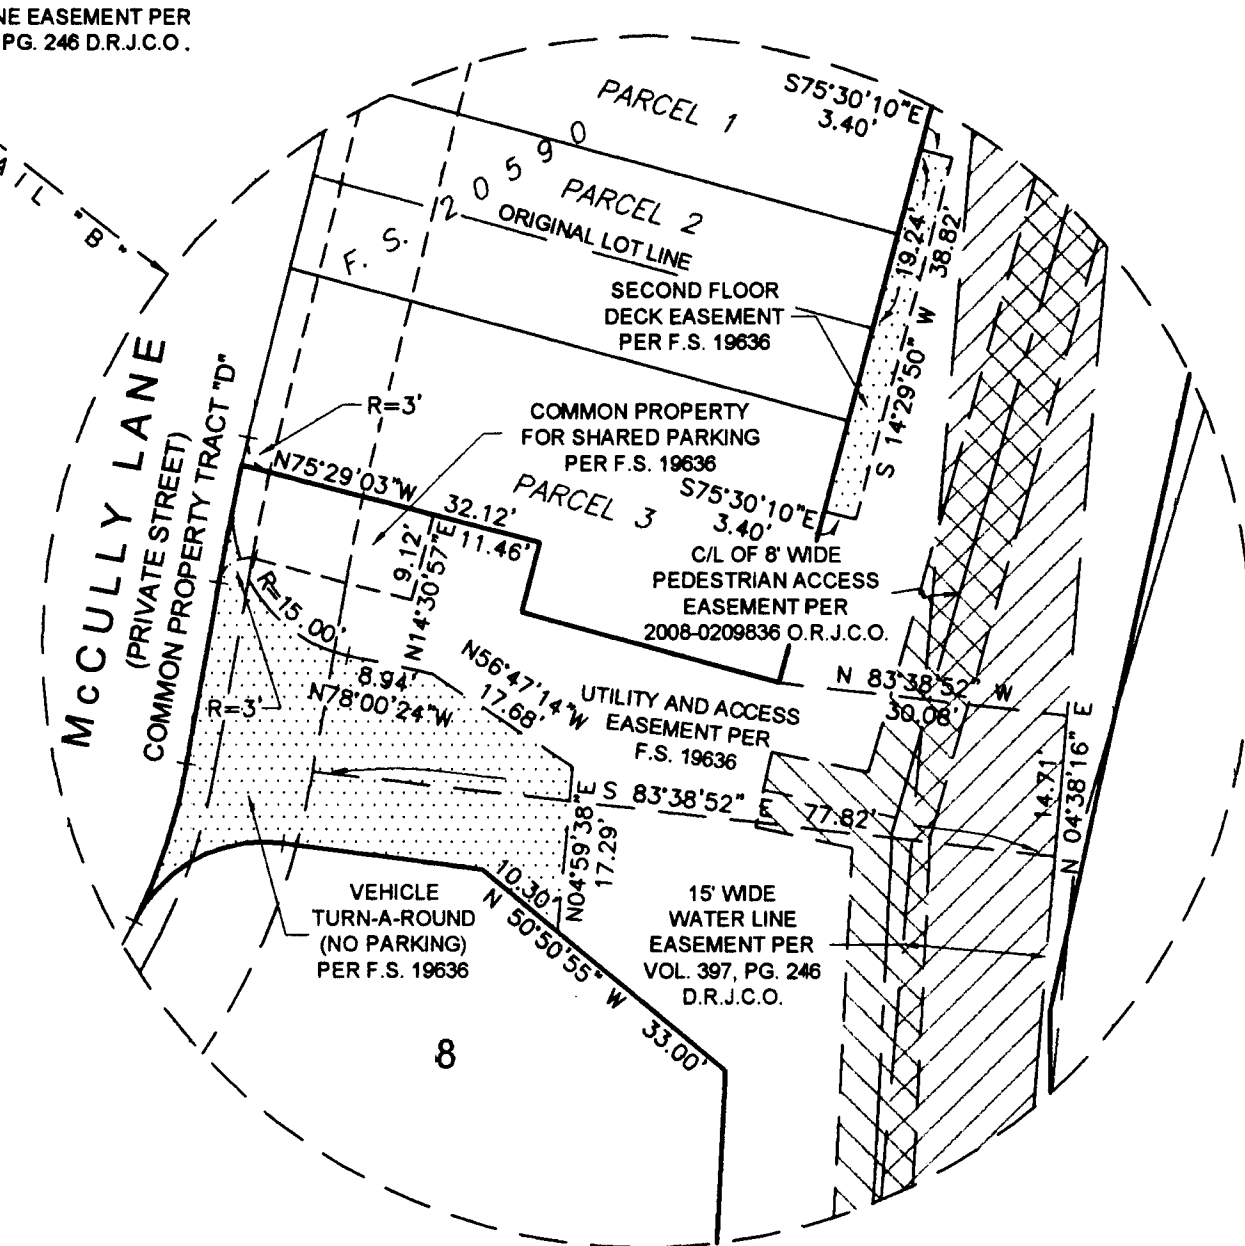 NE EASEMENT PER
PG. 246 D.R.J.C.O.
AIL "B"
PARCEL 1
S75°30'10"E
3.40'
F. S. 20590
PARCEL 2
ORIGINAL LOT LINE
19.24'
38.82'
SECOND FLOOR
DECK EASEMENT
PER F.S. 19636
S 14°29'50" W
McCULLY LANE
(PRIVATE STREET)
COMMON PROPERTY TRACT "D"
R=3'
COMMON PROPERTY
FOR SHARED PARKING
PER F.S. 19636
N75°29'03"W
32.12'
PARCEL 3
S75°30'10"E
3.40'
11.46'
9.12'
N14°30'57"E
C/L OF 8' WIDE
PEDESTRIAN ACCESS
EASEMENT PER
2008-0209836 O.R.J.C.O.
R=15.00'
8.94'
N78°00'24"W
N56°47'14"W
17.68'
R=3'
UTILITY AND ACCESS
EASEMENT PER
F.S. 19636
N 83°38'52" W
30.08'
S 83°38'52" E
77.82'
14.71'
N 04°38'16" E
N04°59'38"E
17.29'
10.30'
N 50°50'55" W
33.00'
VEHICLE
TURN-A-ROUND
(NO PARKING)
PER F.S. 19636
15' WIDE
WATER LINE
EASEMENT PER
VOL. 397, PG. 246
D.R.J.C.O.
8